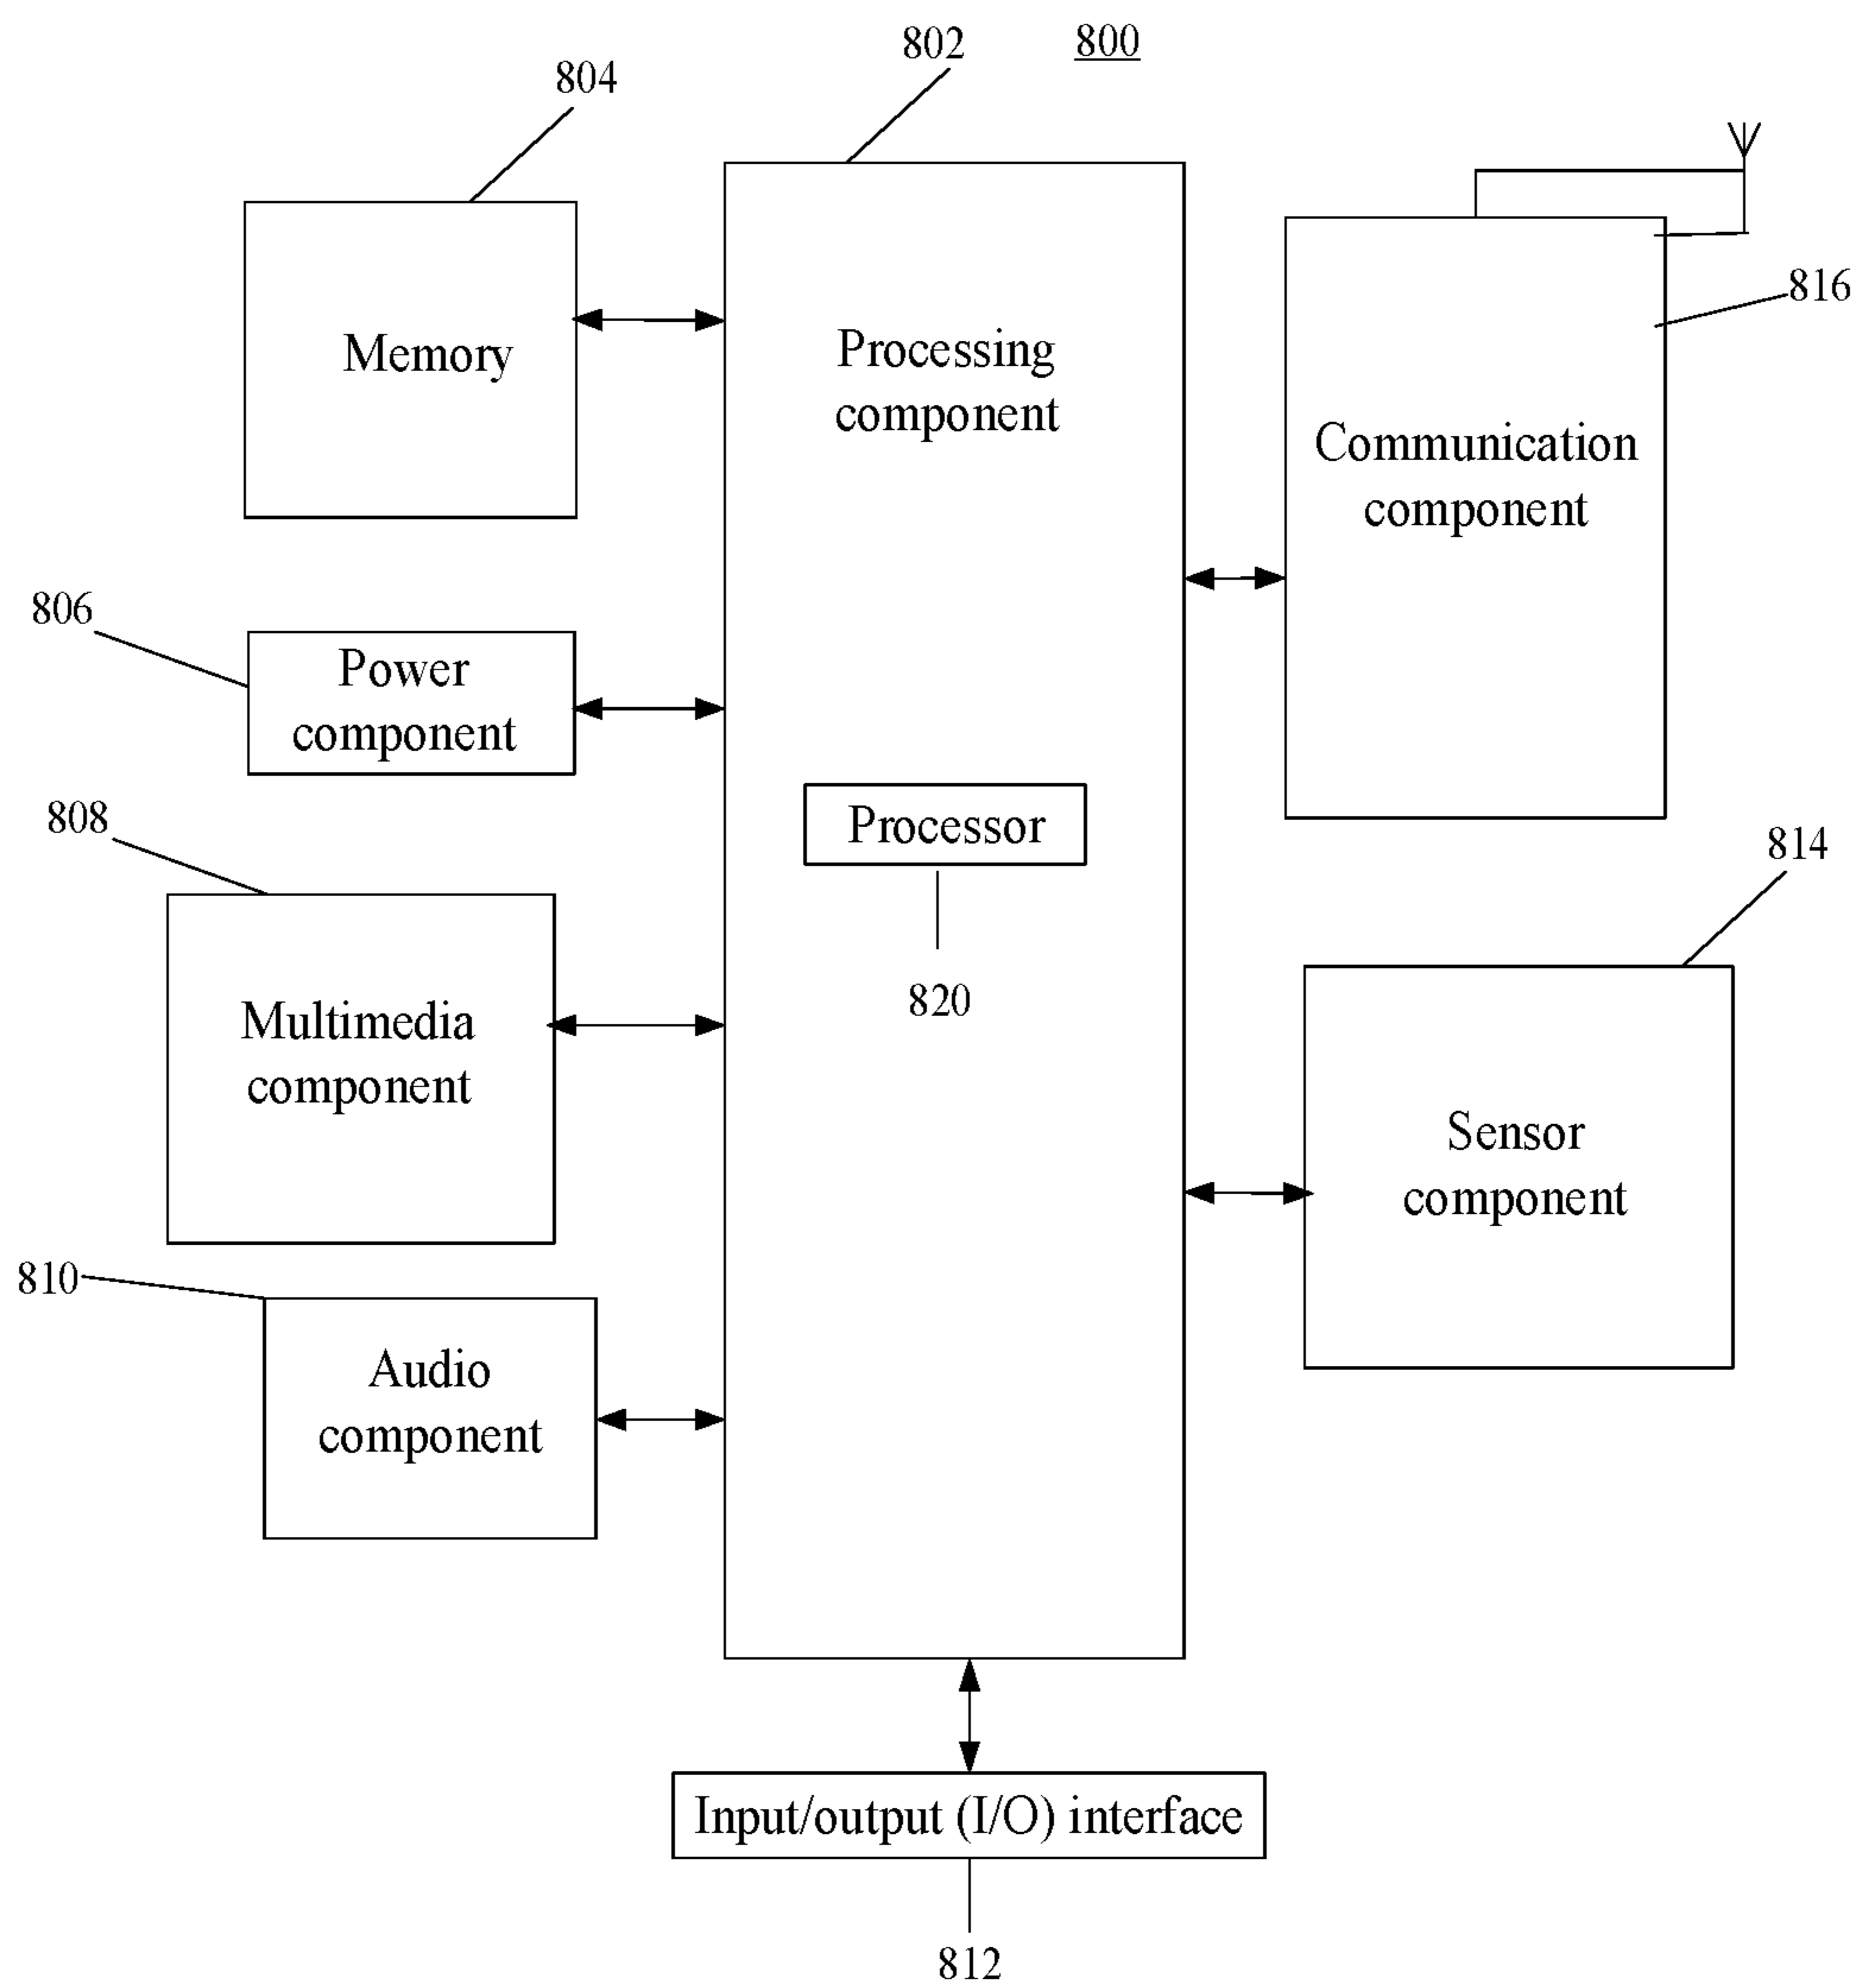 802
800
804
816
Memory
Processing
component
Communication
component
806
Power
component
808
Processor
814
820
Multimedia
component
Sensor
component
810
Audio
component
Input/output (I/O) interface
812